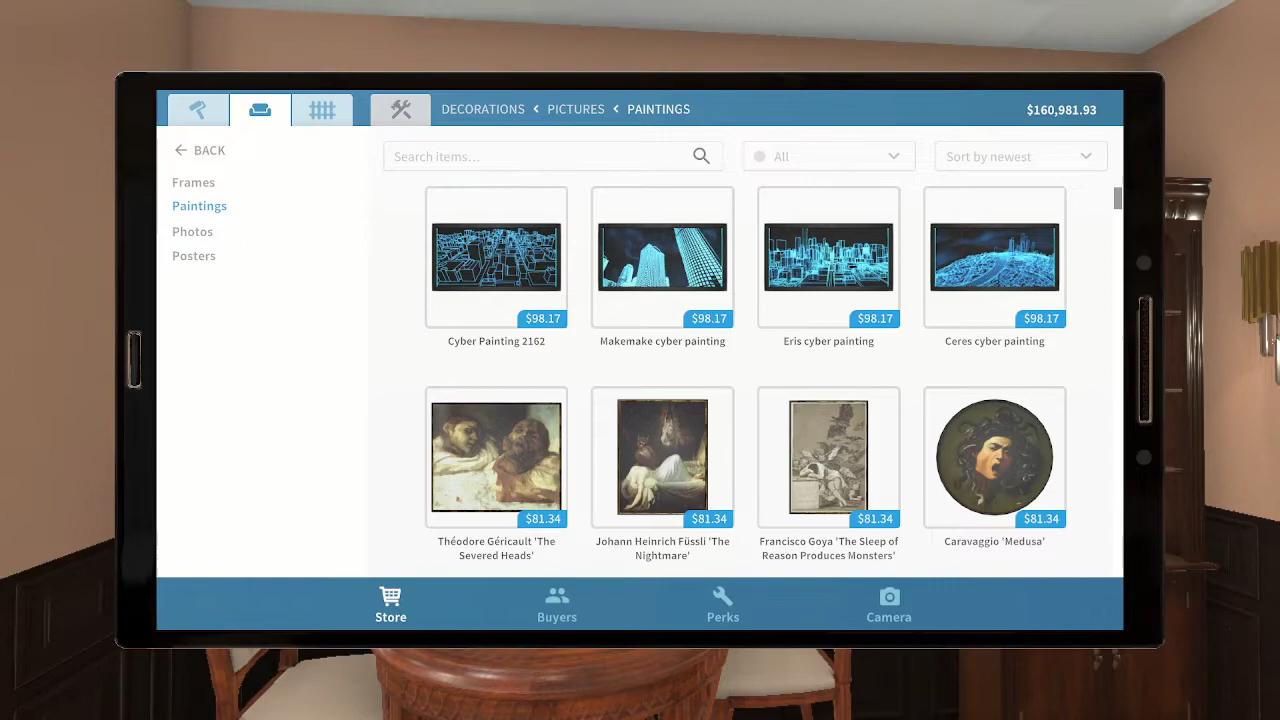 DECORATIONS < PICTURES < PAINTINGS
$160,981.93
BACK
Frames
Paintings
Photos
Posters
Search items...
All
Sort by newest
$98.17
$98.17
$98.17
$98.17
Cyber Painting 2162
Makemake cyber painting
Eris cyber painting
Ceres cyber painting
$81.34
$81.34
$81.34
$81.34
Théodore Géricault 'The
Severed Heads'
Johann Heinrich Füssli 'The
Nightmare'
Francisco Goya 'The Sleep of
Reason Produces Monsters'
Caravaggio 'Medusa'
Store
Buyers
Perks
Camera